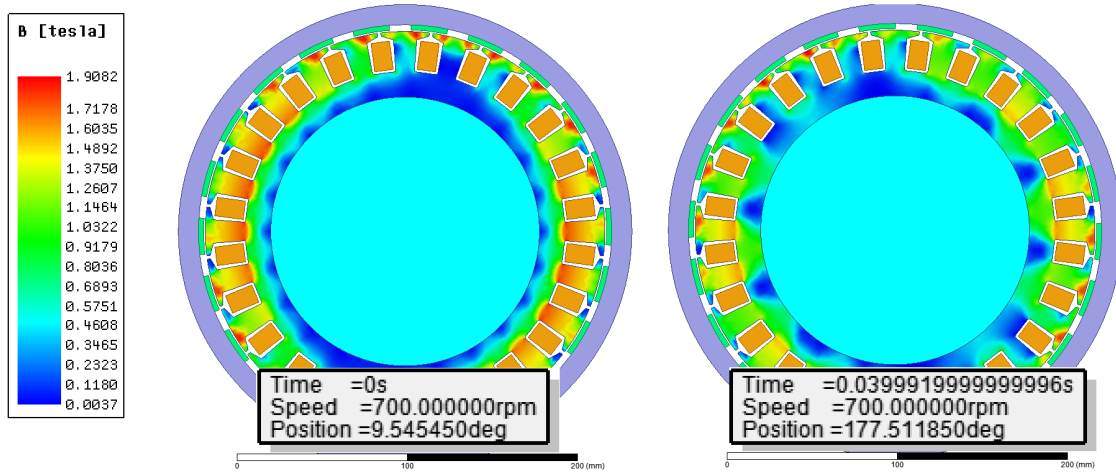 B [tesla]
1.9082
1.7178
1.6035
1.4892
1.3750
1.2607
1.1464
1.0322
0.9179
0.8036
0.6893
0.5751
0.4608
0.3465
0.2323
0.1180
0.0037
Time =0s
Speed =700.000000rpm
Position =9.545450deg
0 100 200 (mm)
Time =0.039991999999999996s
Speed =700.000000rpm
Position =177.511850deg
0 100 200 (mm)